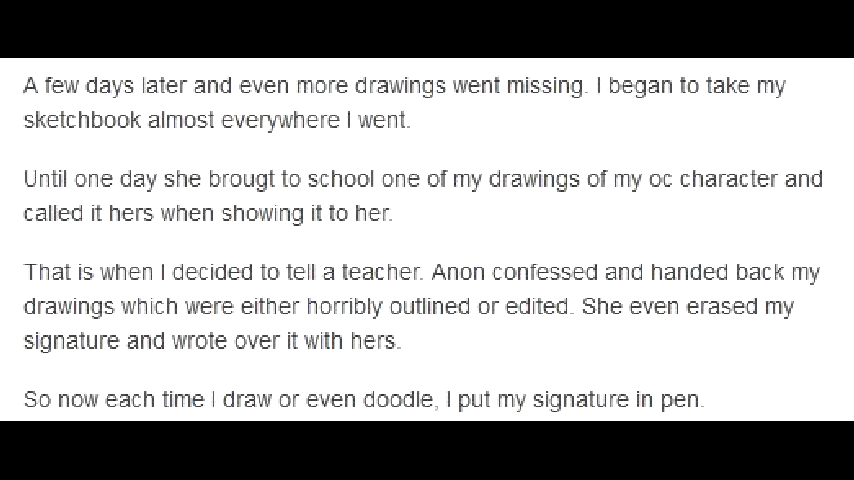 A few days later and even more drawings went missing. I began to take my
sketchbook almost everywhere I went.
Until one day she brougt to school one of my drawings of my oc character and
called it hers when showing it to her.
That is when I decided to tell a teacher. Anon confessed and handed back my
drawings which were either horribly outlined or edited. She even erased my
signature and wrote over it with hers.
So now each time I draw or even doodle, I put my signature in pen.